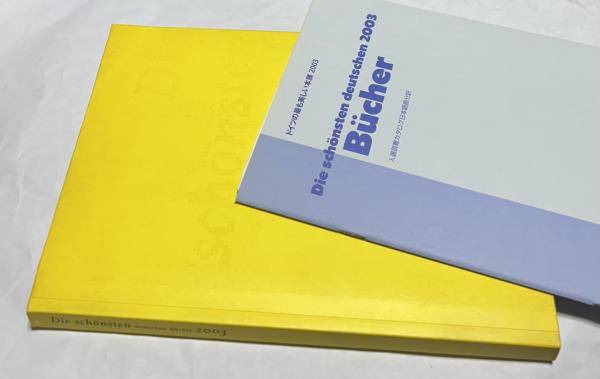 ドイツの最も美しい本展 2003
Die schönsten deutschen 2003
Bücher
入選図書カタログ日本語部分訳
Die schönsten deutschen Bücher 2003
schönsten